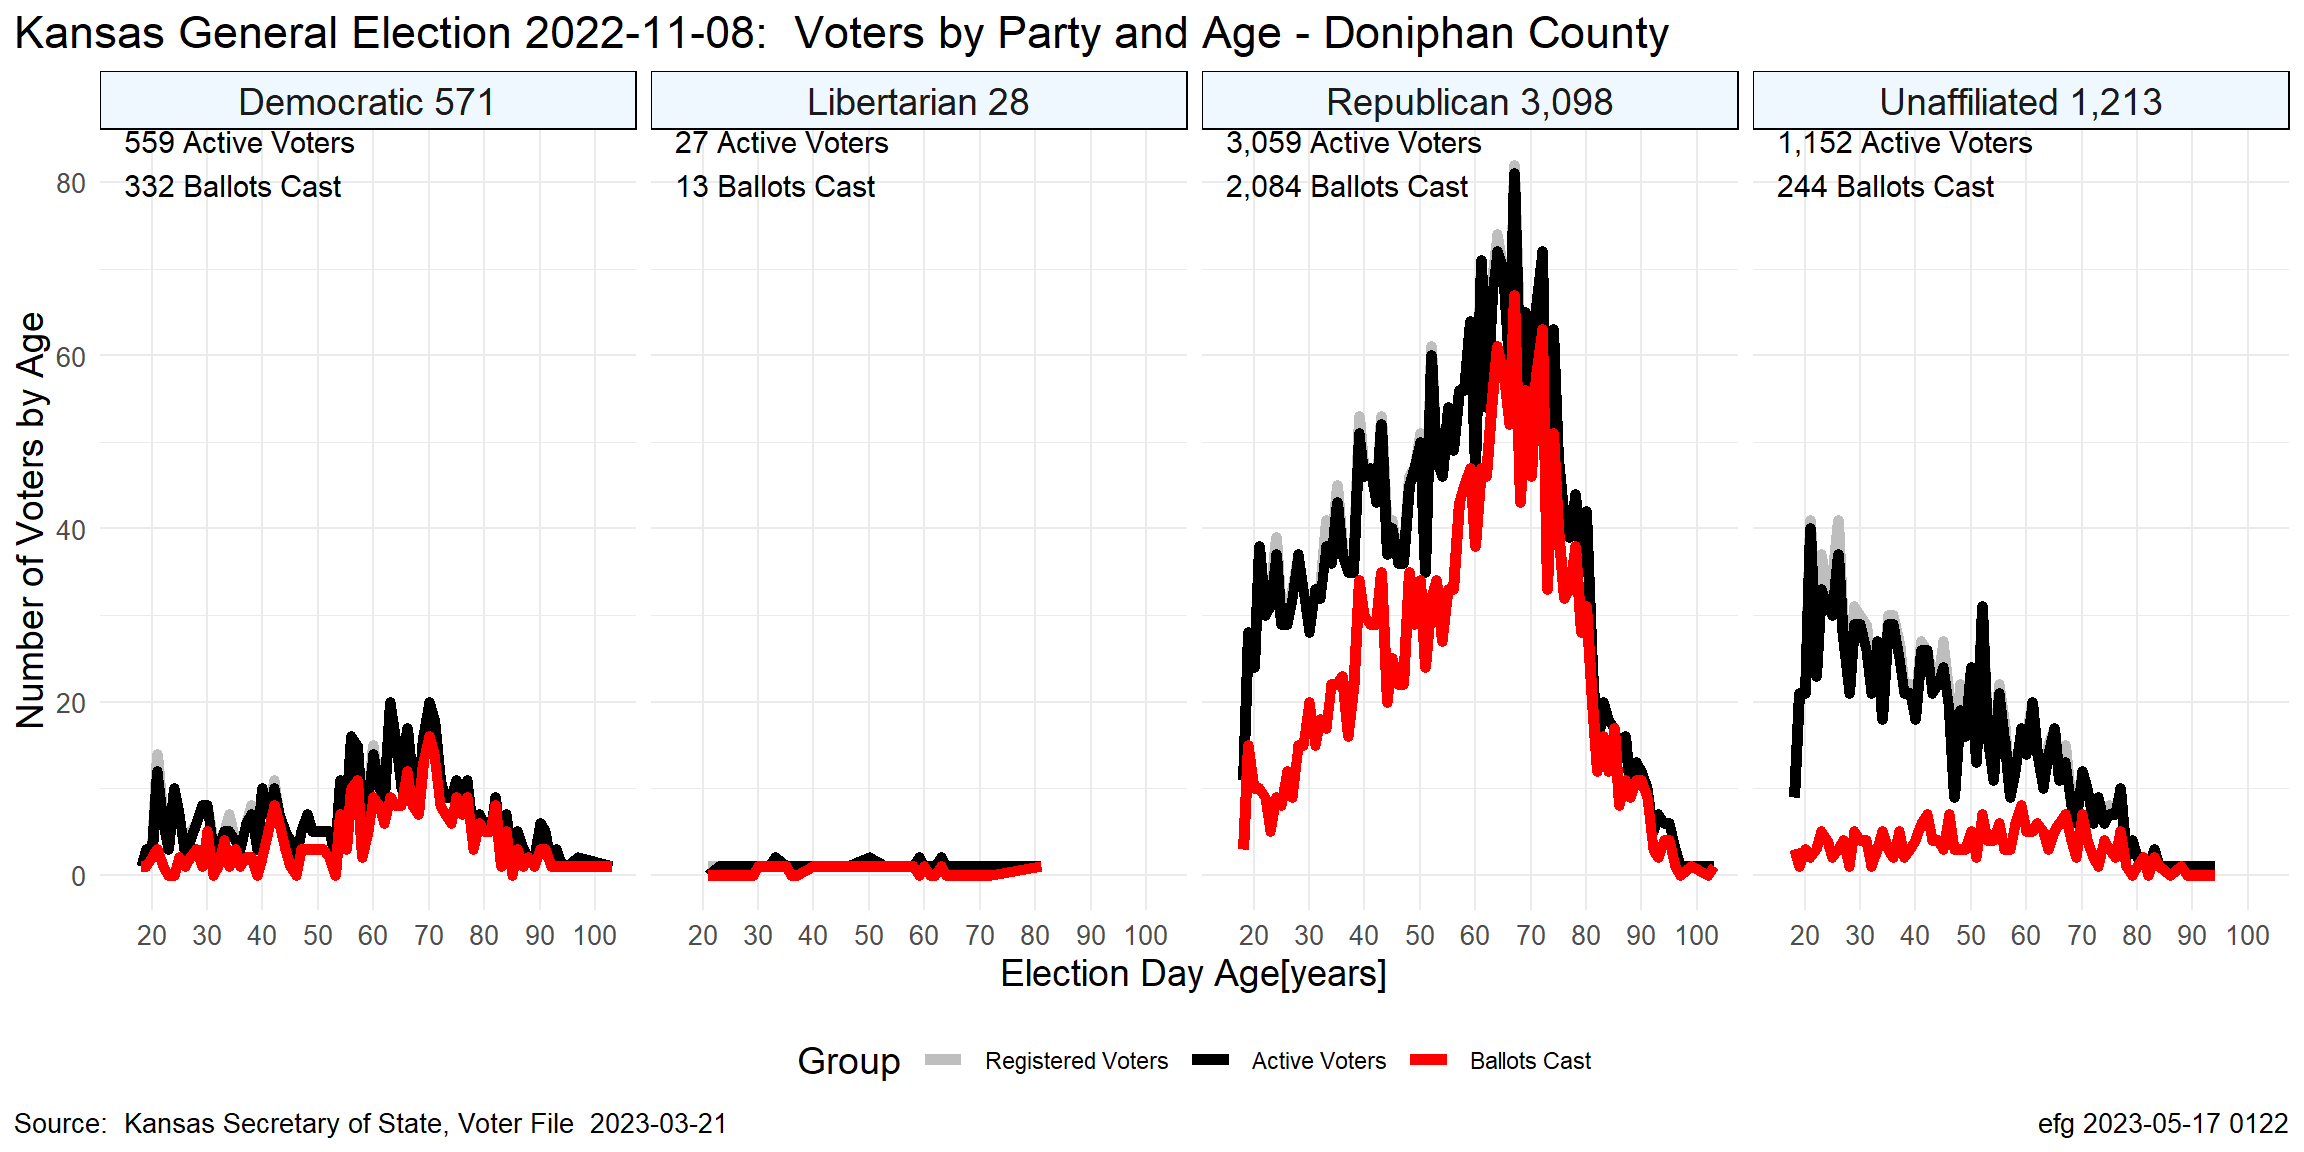 Kansas General Election 2022-11-08:  Voters by Party and Age - Doniphan County
Democratic 571
Libertarian 28
Republican 3,098
Unaffiliated 1,213
559 Active Voters
332 Ballots Cast
27 Active Voters
13 Ballots Cast
3,059 Active Voters
2,084 Ballots Cast
1,152 Active Voters
244 Ballots Cast
Number of Voters by Age
80
60
40
20
0
20 30 40 50 60 70 80 90 100
20 30 40 50 60 70 80 90 100
20 30 40 50 60 70 80 90 100
20 30 40 50 60 70 80 90 100
Election Day Age[years]
Group Registered Voters Active Voters Ballots Cast
Source:  Kansas Secretary of State, Voter File  2023-03-21
efg 2023-05-17 0122